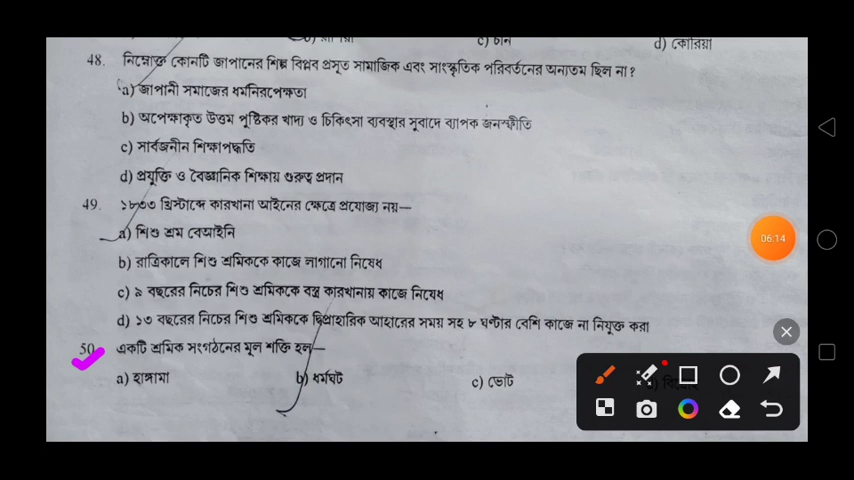 c) চীন d) কোরিয়া
48. নিম্নোক্ত কোনটি জাপানের শিল্প বিপ্লব প্রসূত সামাজিক এবং সাংস্কৃতিক পরিবর্তনের অন্যতম ছিল না?
a) জাপানী সমাজের ধর্মনিরপেক্ষতা
b) অপেক্ষাকৃত উত্তম পুষ্টিকর খাদ্য ও চিকিৎসা ব্যবস্থার সুবাদে ব্যাপক জনস্ফীতি
c) সার্বজনীন শিক্ষাপদ্ধতি
d) প্রযুক্তি ও বৈজ্ঞানিক শিক্ষায় গুরুত্ব প্রদান
49. ১৮৩৩ খ্রিস্টাব্দে কারখানা আইনের ক্ষেত্রে প্রযোজ্য নয়—
a) শিশু শ্রম বেআইনি
b) রাত্রিকালে শিশু শ্রমিককে কাজে লাগানো নিষেধ
c) ৯ বছরের নিচের শিশু শ্রমিককে বস্ত্র কারখানায় কাজে নিষেধ
d) ১৩ বছরের নিচের শিশু শ্রমিককে দ্বিপ্রাহরিক আহারের সময় সহ ৮ ঘণ্টার বেশি কাজে না নিযুক্ত করা
50. একটি শ্রমিক সংগঠনের মূল শক্তি হল—
a) হাঙ্গামা b) ধর্মঘট c) ভোট
06:14